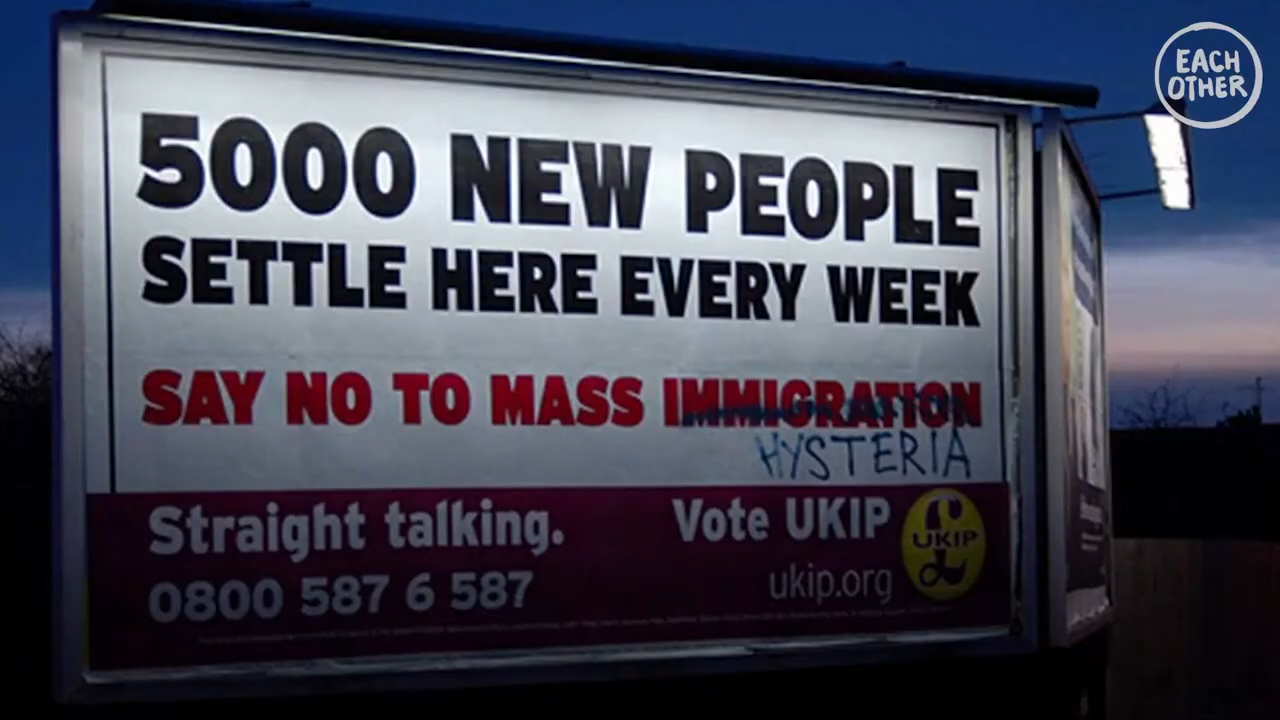 EACH
OTHER
5000 NEW PEOPLE
SETTLE HERE EVERY WEEK
SAY NO TO MASS IMMIGRATION
HYSTERIA
Straight talking.
Vote UKIP
0800 587 6 587
ukip.org
UKIP